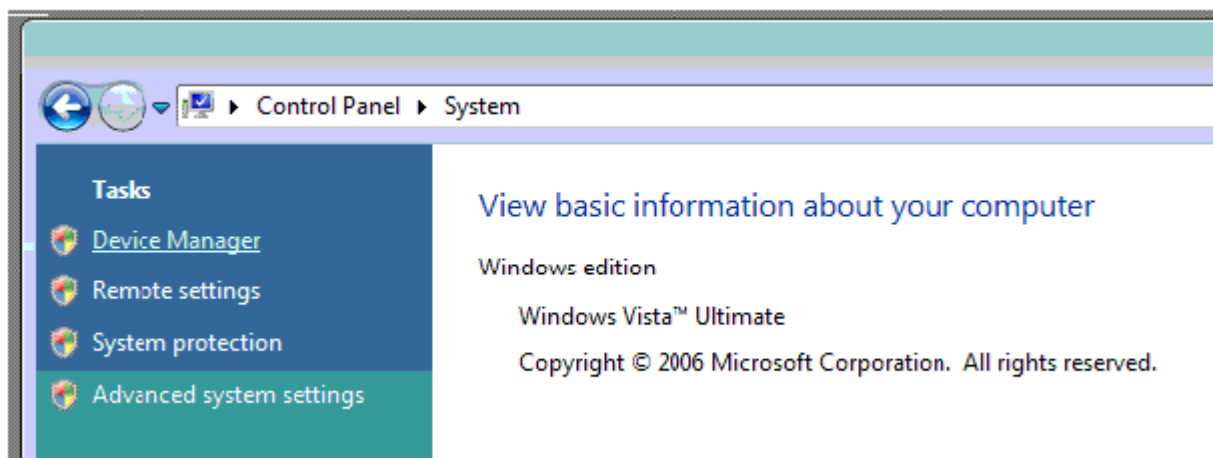 Control Panel System
Tasks
Device Manager
Remote settings
System protection
Advanced system settings
View basic information about your computer
Windows edition
Windows Vista™ Ultimate
Copyright © 2006 Microsoft Corporation. All rights reserved.